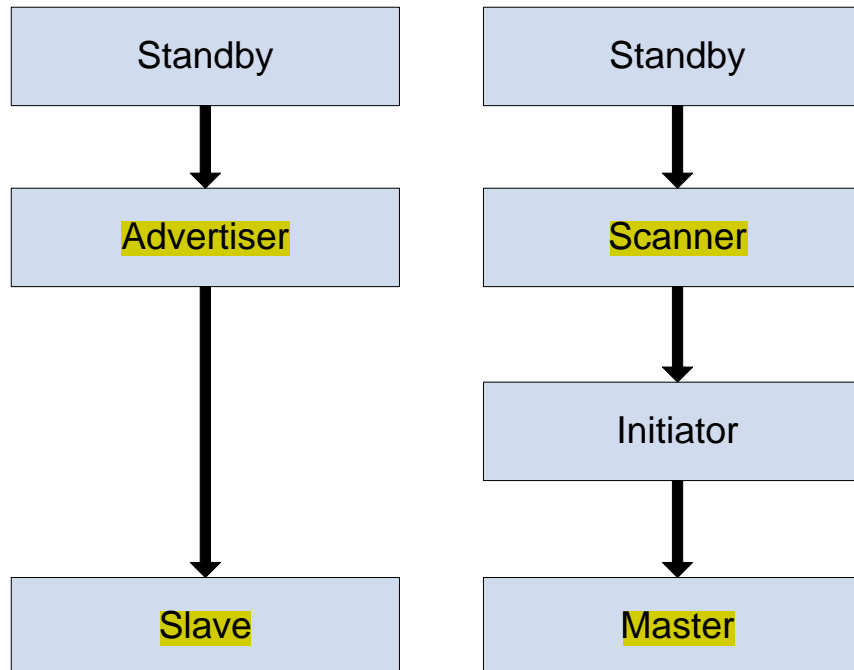 Standby
Standby
Advertiser
Scanner
Initiator
Slave
Master